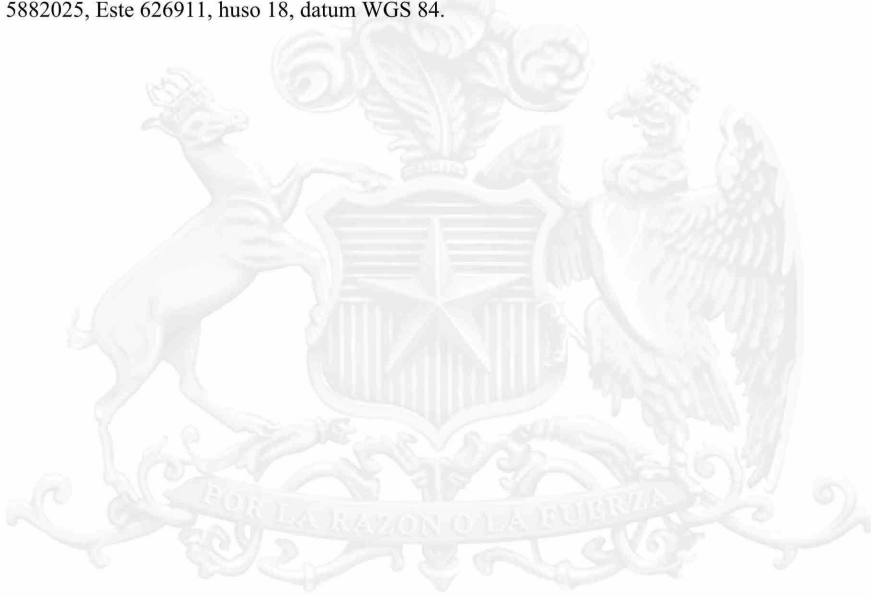 5882025, Este 626911, huso 18, datum WGS 84.
POR LA RAZON O LA FUERZA